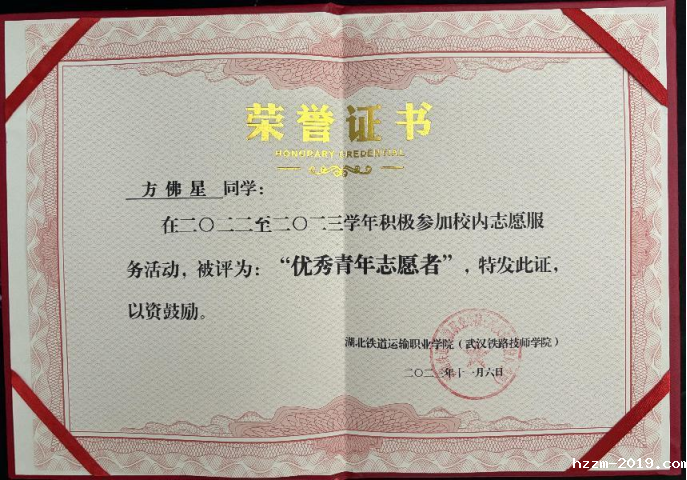 荣誉证书
HONORARY CREDENTIAL
方佛星 同学：
在二〇二二至二〇二三学年积极参加校内志愿服
务活动，被评为：“优秀青年志愿者”，特发此证，
以资鼓励。
湖北铁道运输职业学院（武汉铁路技师学院）
二〇二三年十一月六日
hzzm-2019.com